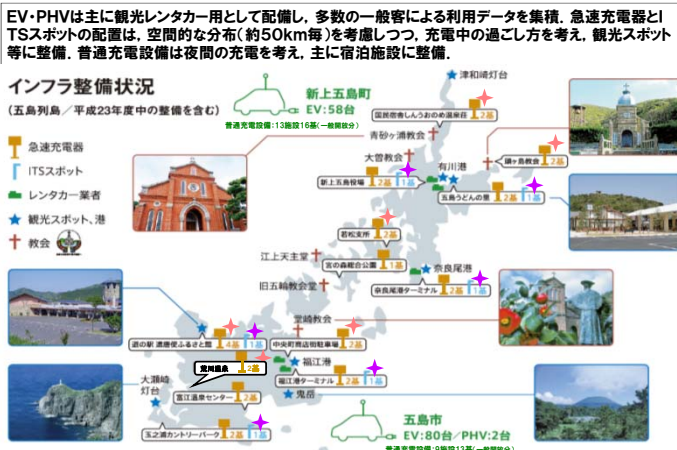 EV・PHVは主に観光レンタカー用として配備し，多数の一般客による利用データを集積．急速充電器とI
TSスポットの配置は，空間的な分布（約50km毎）を考慮しつつ，充電中の過ごし方を考え，観光スポット
等に整備．普通充電設備は夜間の充電を考え，主に宿泊施設に整備．
インフラ整備状況
（五島列島／平成23年度中の整備を含む）
急速充電器
ITSスポット
レンタカー業者
観光スポット、港
教会
新上五島町
EV：58台
普通充電設備：13施設16基（一般開放分）
津和崎灯台
国民宿舎しんうおのめ温泉荘 2基
青砂ヶ浦教会
大曽教会
頭ヶ島教会 2基
有川港
新上五島役場 2基 1基
五島うどんの里 2基 1基
若松支所 2基
江上天主堂
宮の森総合公園 1基
奈良尾港
奈良尾港ターミナル 2基 1基
旧五輪教会堂
堂崎教会
道の駅 遣唐使ふるさと館 4基 1基
中央町商店街駐車場 2基
荒川温泉 2基
福江港
福江港ターミナル 2基 1基
大瀬崎
灯台
富江温泉センター 2基
鬼岳
玉之浦カントリーパーク 2基 1基
五島市
EV：80台／PHV：2台
普通充電設備：9施設13基（一般開放分）